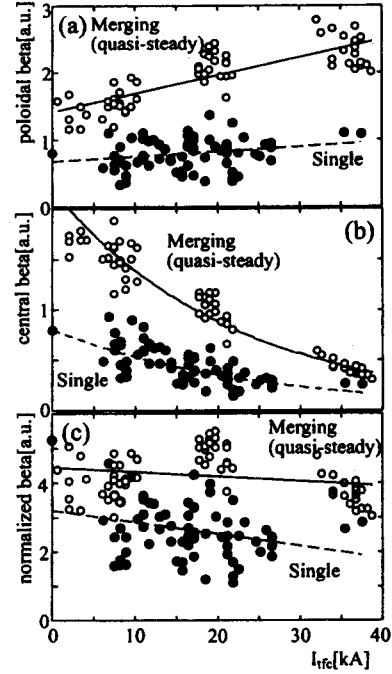 (a)
Merging
(quasi-steady)
poloidal beta[a.u.]
3
2
1
0
Single
(b)
Merging
(quasi-steady)
central beta[a.u.]
1
0
Single
(c)
Merging
(quasi-steady)
normalized beta[a.u.]
4
2
0
Single
0 10 20 30 40
I_tfc[kA]